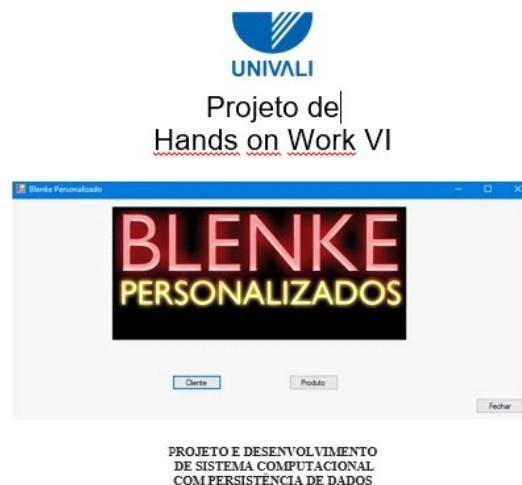 UNIVALI
Projeto de
Hands on Work VI
Blenke Personalizado
BLENKE
PERSONALIZADOS
Cliente
Produto
Fechar
PROJETO E DESENVOLVIMENTO
DE SISTEMA COMPUTACIONAL
COM PERSISTÊNCIA DE DADOS